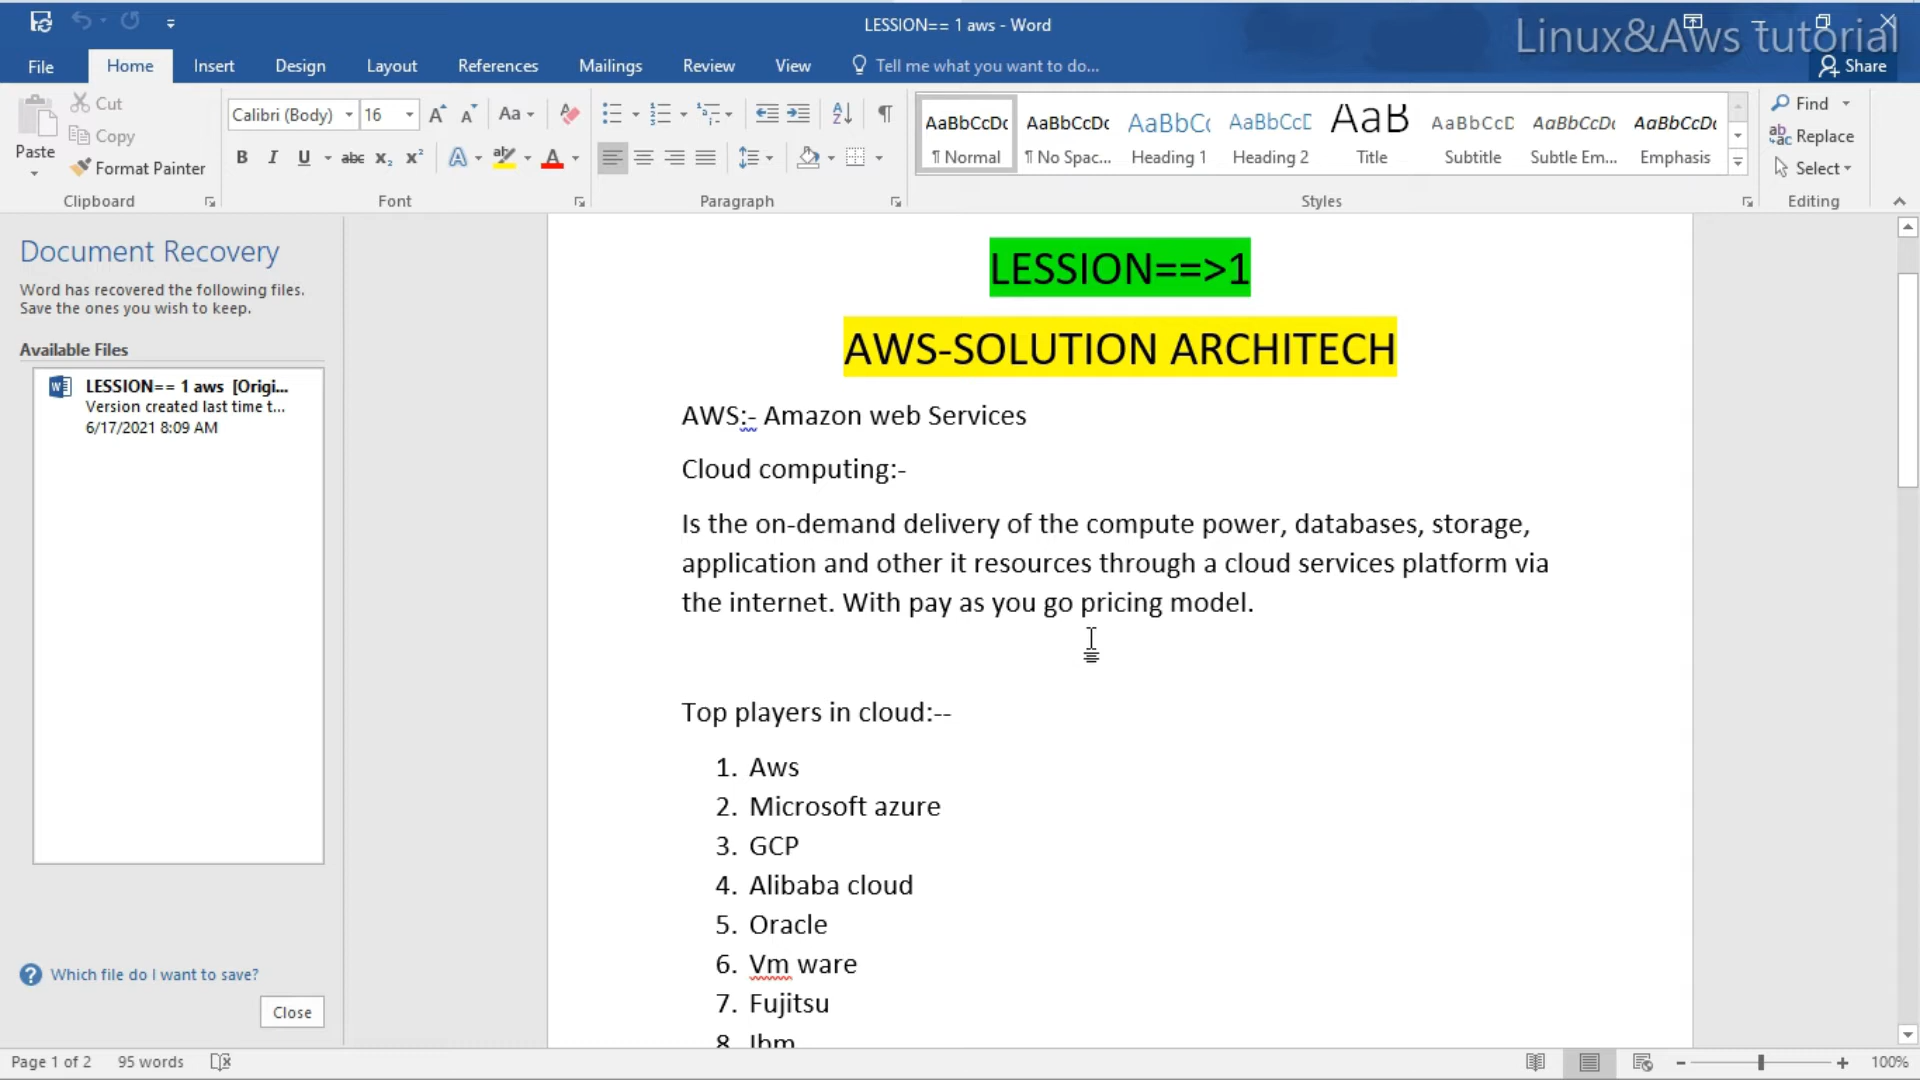 LESSION== 1 aws - Word
Linux&Aws tutorial
File Home Insert Design Layout References Mailings Review View Tell me what you want to do... Share
Paste
Cut
Copy
Format Painter
Clipboard
Calibri (Body) 16
Font
Paragraph
AaBbCcDc AaBbCcDc AaBbCc AaBbCcD AaB AaBbCcD AaBbCcDc AaBbCcDc
¶ Normal ¶ No Spac... Heading 1 Heading 2 Title Subtitle Subtle Em... Emphasis
Styles
Find
Replace
Select
Editing
Document Recovery
Word has recovered the following files.
Save the ones you wish to keep.
Available Files
LESSION== 1 aws [Origi...
Version created last time t...
6/17/2021 8:09 AM
Which file do I want to save?
Close
LESSION==>1
AWS-SOLUTION ARCHITECH
AWS:- Amazon web Services
Cloud computing:-
Is the on-demand delivery of the compute power, databases, storage,
application and other it resources through a cloud services platform via
the internet. With pay as you go pricing model.
Top players in cloud:--
1. Aws
2. Microsoft azure
3. GCP
4. Alibaba cloud
5. Oracle
6. Vm ware
7. Fujitsu
8. Ibm
Page 1 of 2 95 words 100%